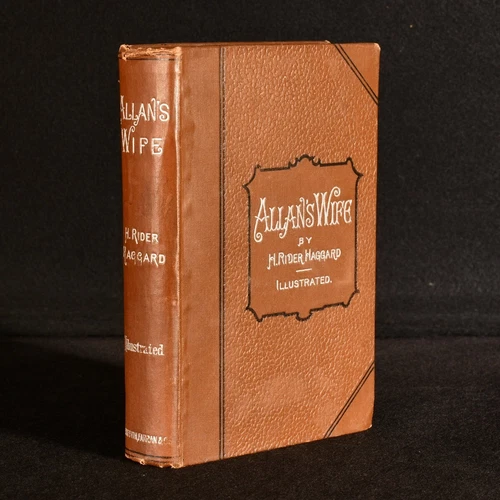 ALLAN'S
WIFE
H. RIDER
HAGGARD
Illustrated
ALLAN'S WIFE
BY
H. RIDER HAGGARD
ILLUSTRATED.